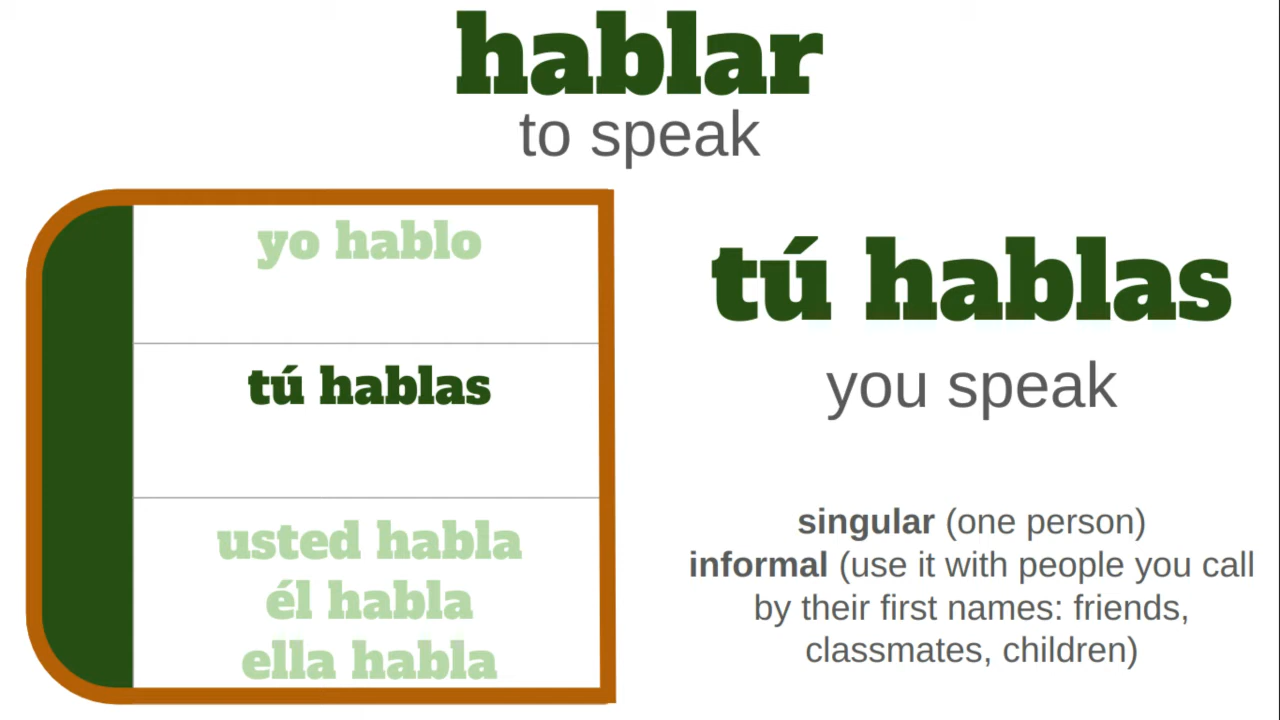 hablar
to speak
yo hablo
tú hablas
usted habla
él habla
ella habla
tú hablas
you speak
singular (one person)
informal (use it with people you call
by their first names: friends,
classmates, children)